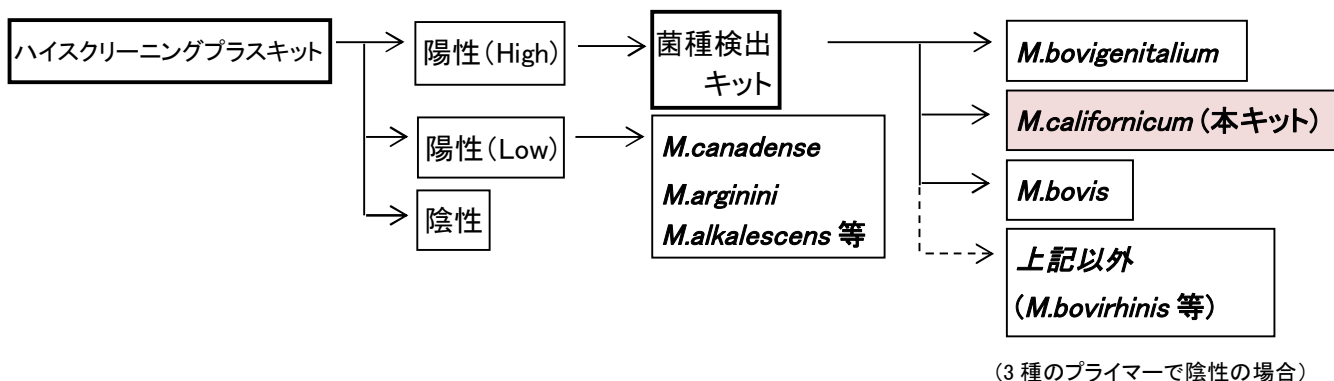 ハイスクリーニングプラスキット
陽性(High)
菌種検出
キット
M.bovigenitalium
M.californicum (本キット)
陽性(Low)
M.canadense
M.arginini
M.alkalescens 等
M.bovis
陰性
上記以外
(M.bovirhinis 等)
(3 種のプライマーで陰性の場合)